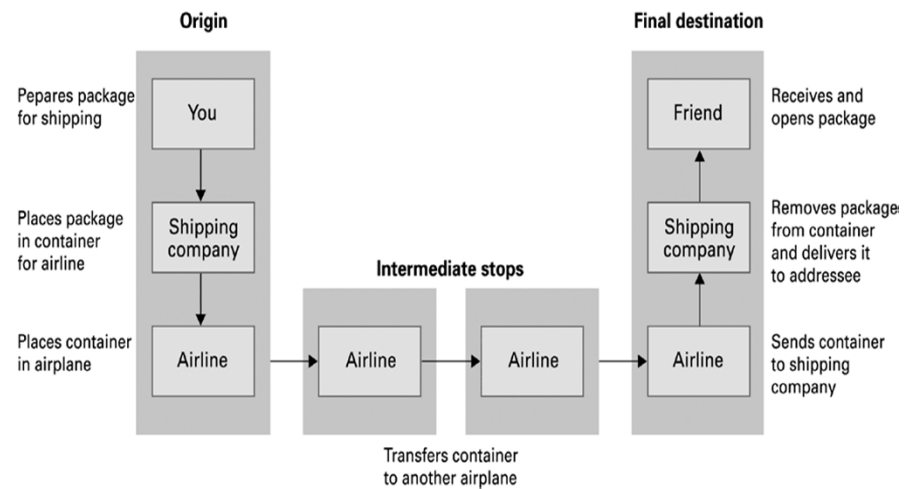 Origin
Final destination
Pepares package
for shipping
You
Friend
Receives and
opens package
Places package
in container
for airline
Shipping
company
Shipping
company
Removes package
from container
and delivers it
to addressee
Intermediate stops
Places container
in airplane
Airline
Airline
Airline
Airline
Sends container
to shipping
company
Transfers container
to another airplane